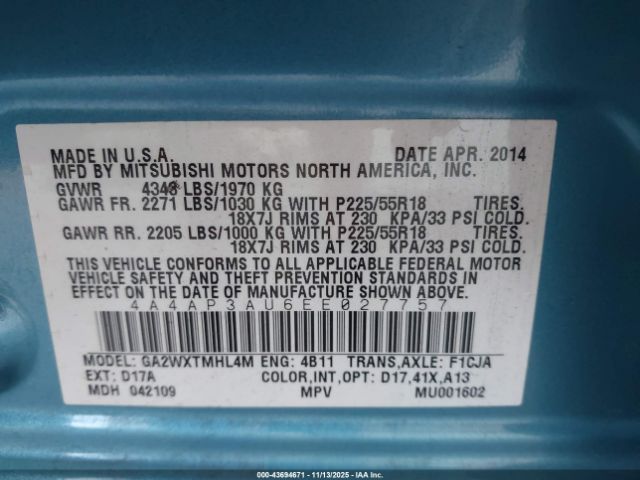 MADE IN U.S.A. DATE APR. 2014
MFD BY MITSUBISHI MOTORS NORTH AMERICA, INC.
GVWR 4343 LBS/1970 KG
GAWR FR. 2271 LBS/1030 KG WITH P225/55R18 TIRES.
18X7J RIMS AT 230 KPA/33 PSI COLD.
GAWR RR. 2205 LBS/1000 KG WITH P225/55R18 TIRES.
18X7J RIMS AT 230 KPA/33 PSI COLD.
THIS VEHICLE CONFORMS TO ALL APPLICABLE FEDERAL MOTOR
VEHICLE SAFETY AND THEFT PREVENTION STANDARDS IN
EFFECT ON THE DATE OF MANUFACTURE SHOWN ABOVE.
4A4AP3AU6EE027757
MODEL: GA2WXTMHL4M ENG: 4B11 TRANS,AXLE: F1CJA
EXT: D17A COLOR,INT,OPT: D17,41X,A13
MDH 042109 MPV MU001602
000-43694671 - 11/13/2025 - IAAI.COM